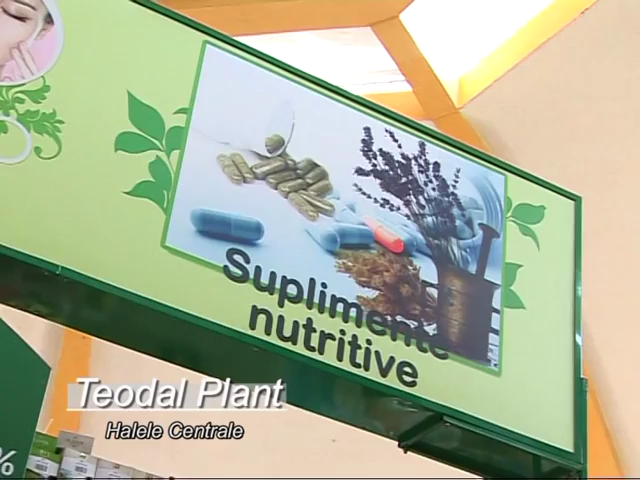 Suplimente
nutritive
Teodal Plant
Halele Centrale
%